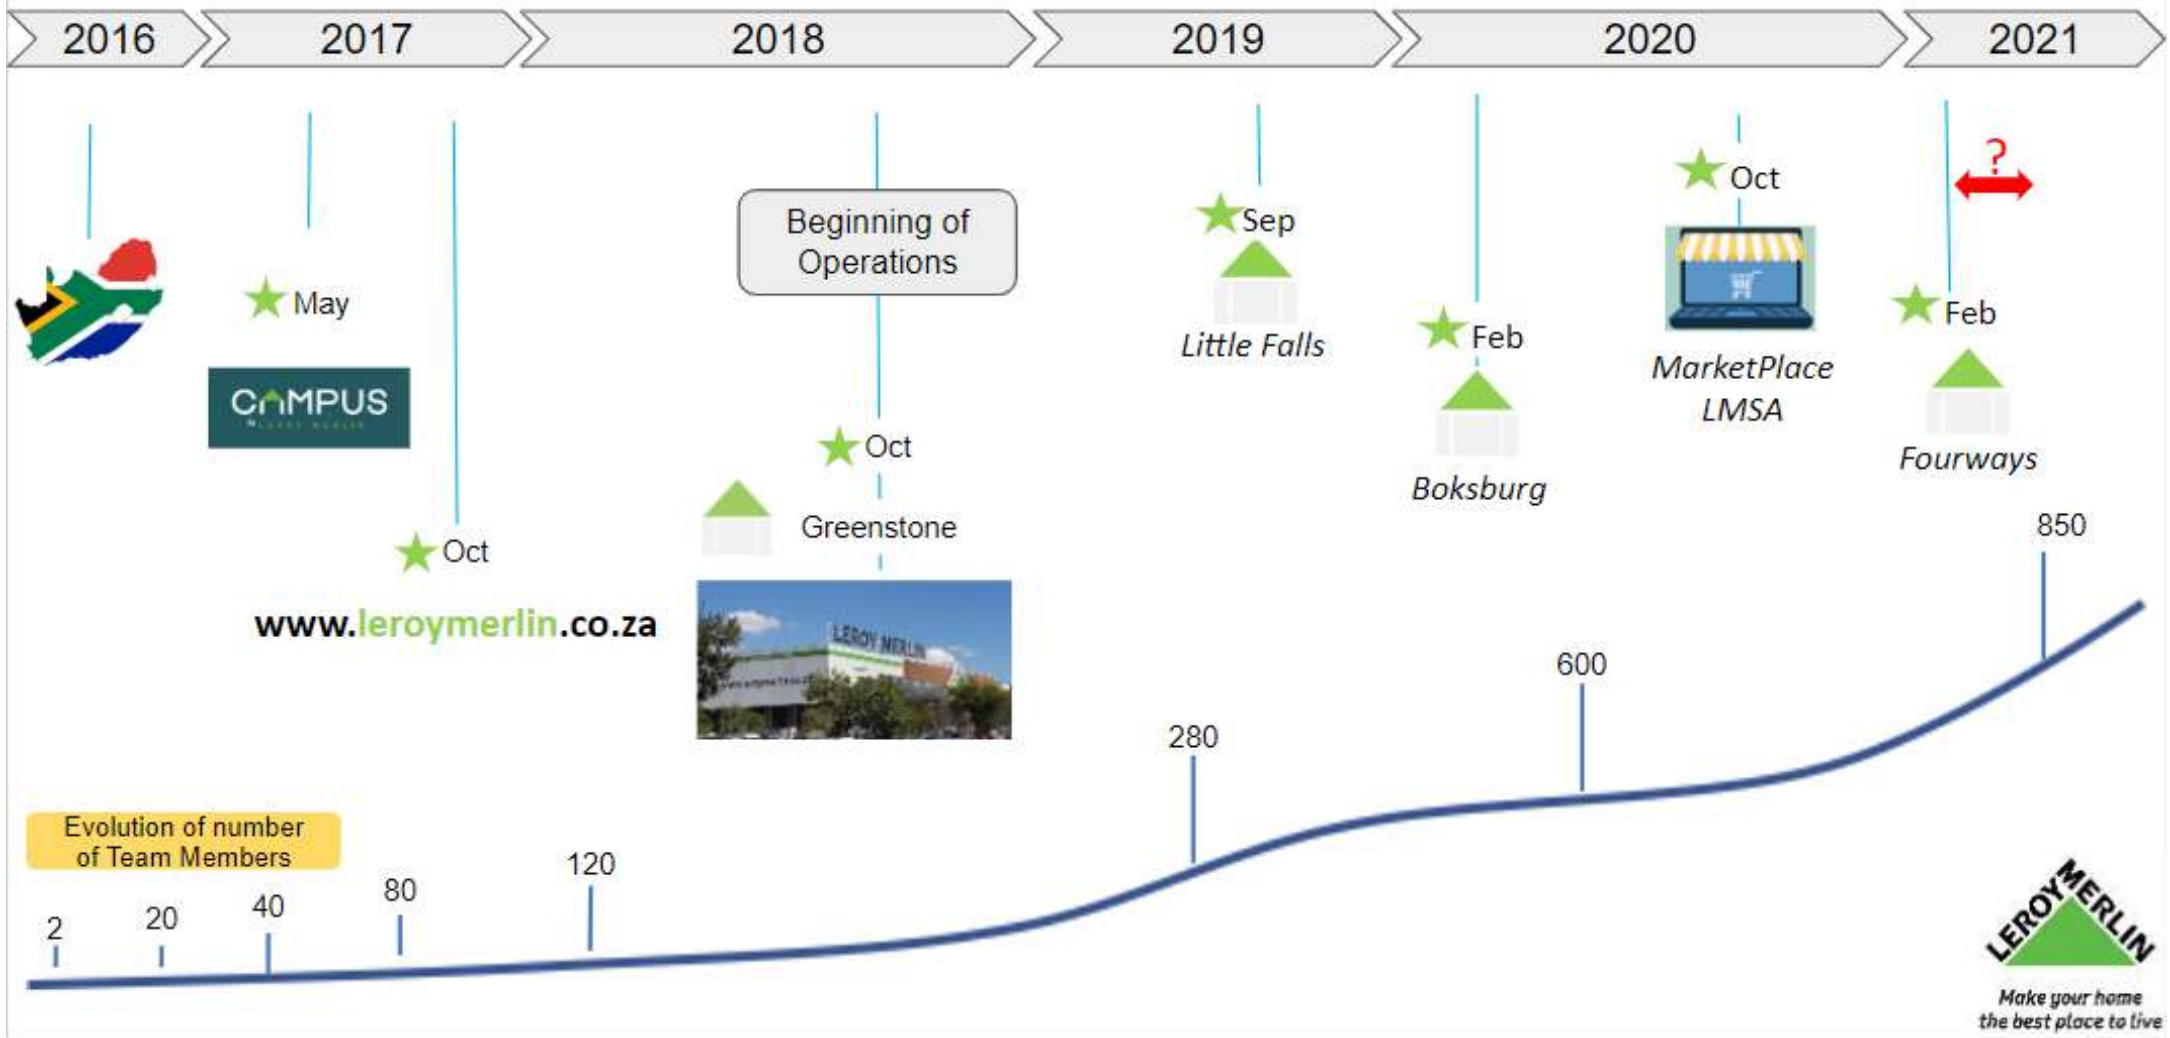 2016
2017
2018
2019
2020
2021
May
CAMPUS
Oct
www.leroymerlin.co.za
Beginning of
Operations
Oct
Greenstone
LEROY MERLIN
Sep
Little Falls
Feb
Boksburg
Oct
MarketPlace
LMSA
?
Feb
Fourways
Evolution of number
of Team Members
2
20
40
80
120
280
600
850
LEROY MERLIN
Make your home
the best place to live